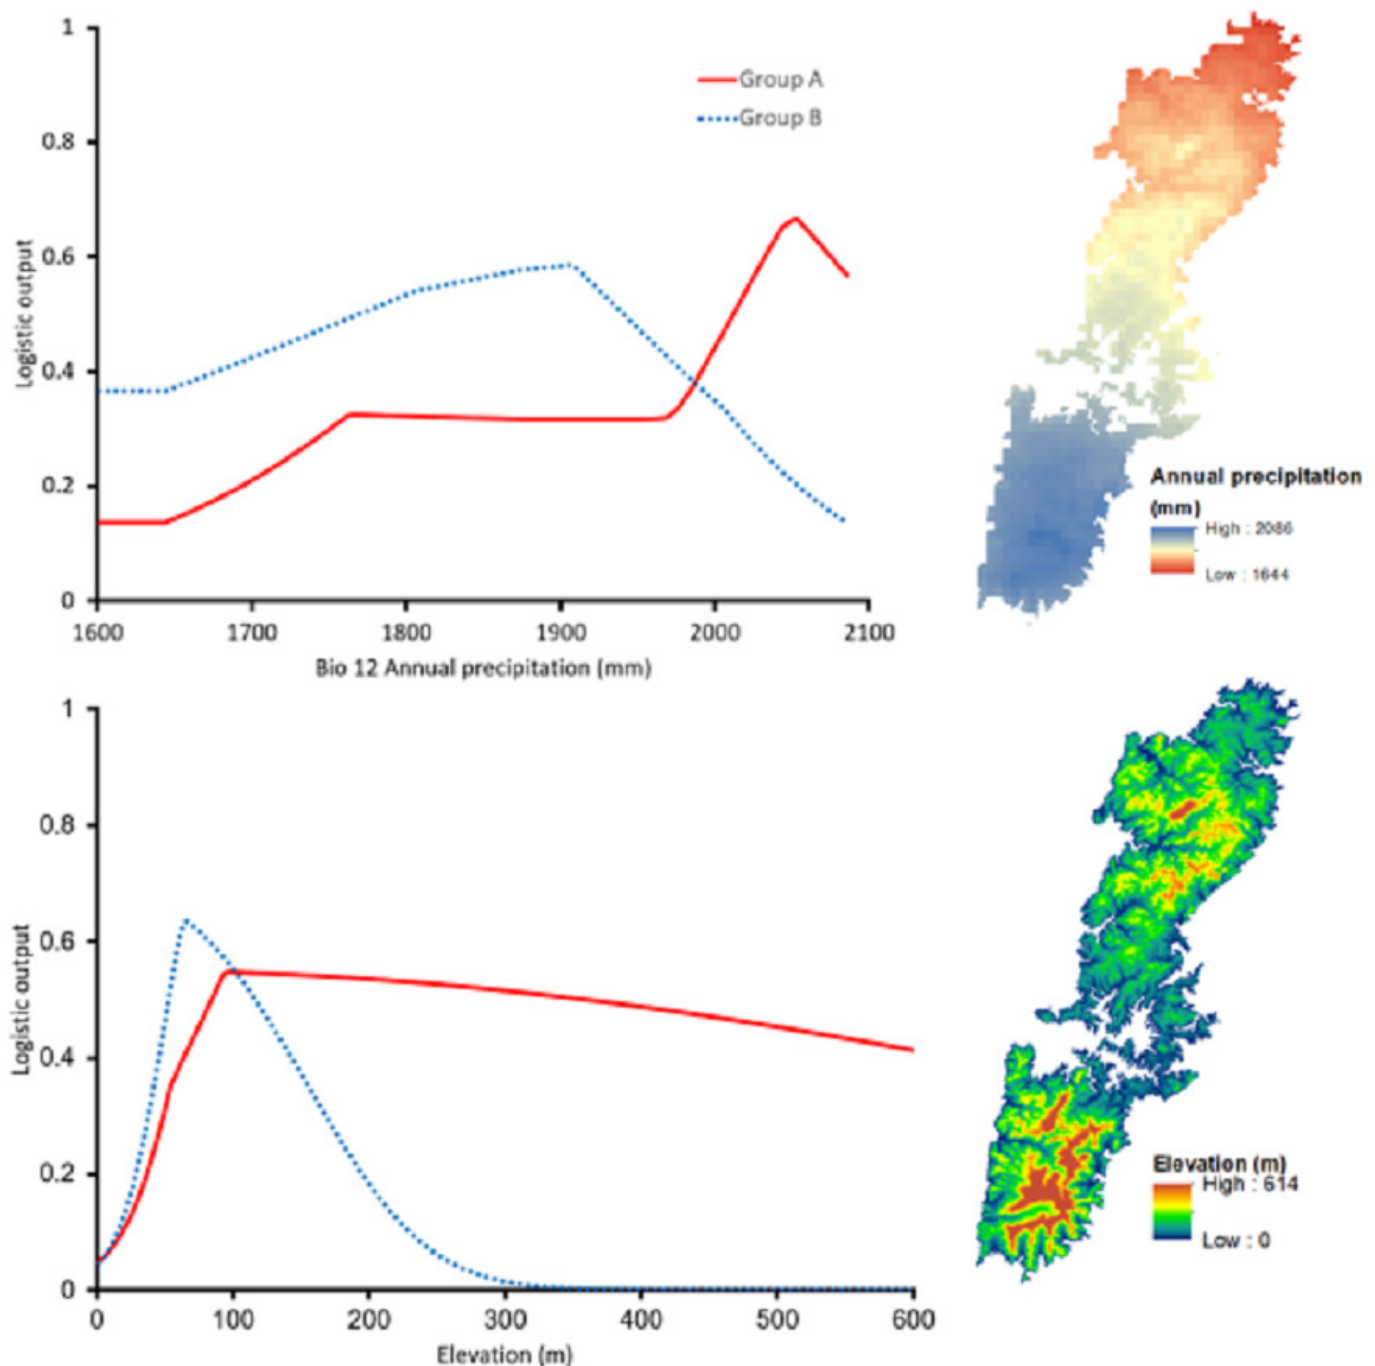 1
0.8
0.6
0.4
0.2
0
Logistic output
1600 1700 1800 1900 2000 2100
Bio 12 Annual precipitation (mm)
Group A
Group B
Annual precipitation
(mm)
High : 2086
Low : 1644
1
0.8
0.6
0.4
0.2
0
Logistic output
0 100 200 300 400 500 600
Elevation (m)
Elevation (m)
High : 614
Low : 0